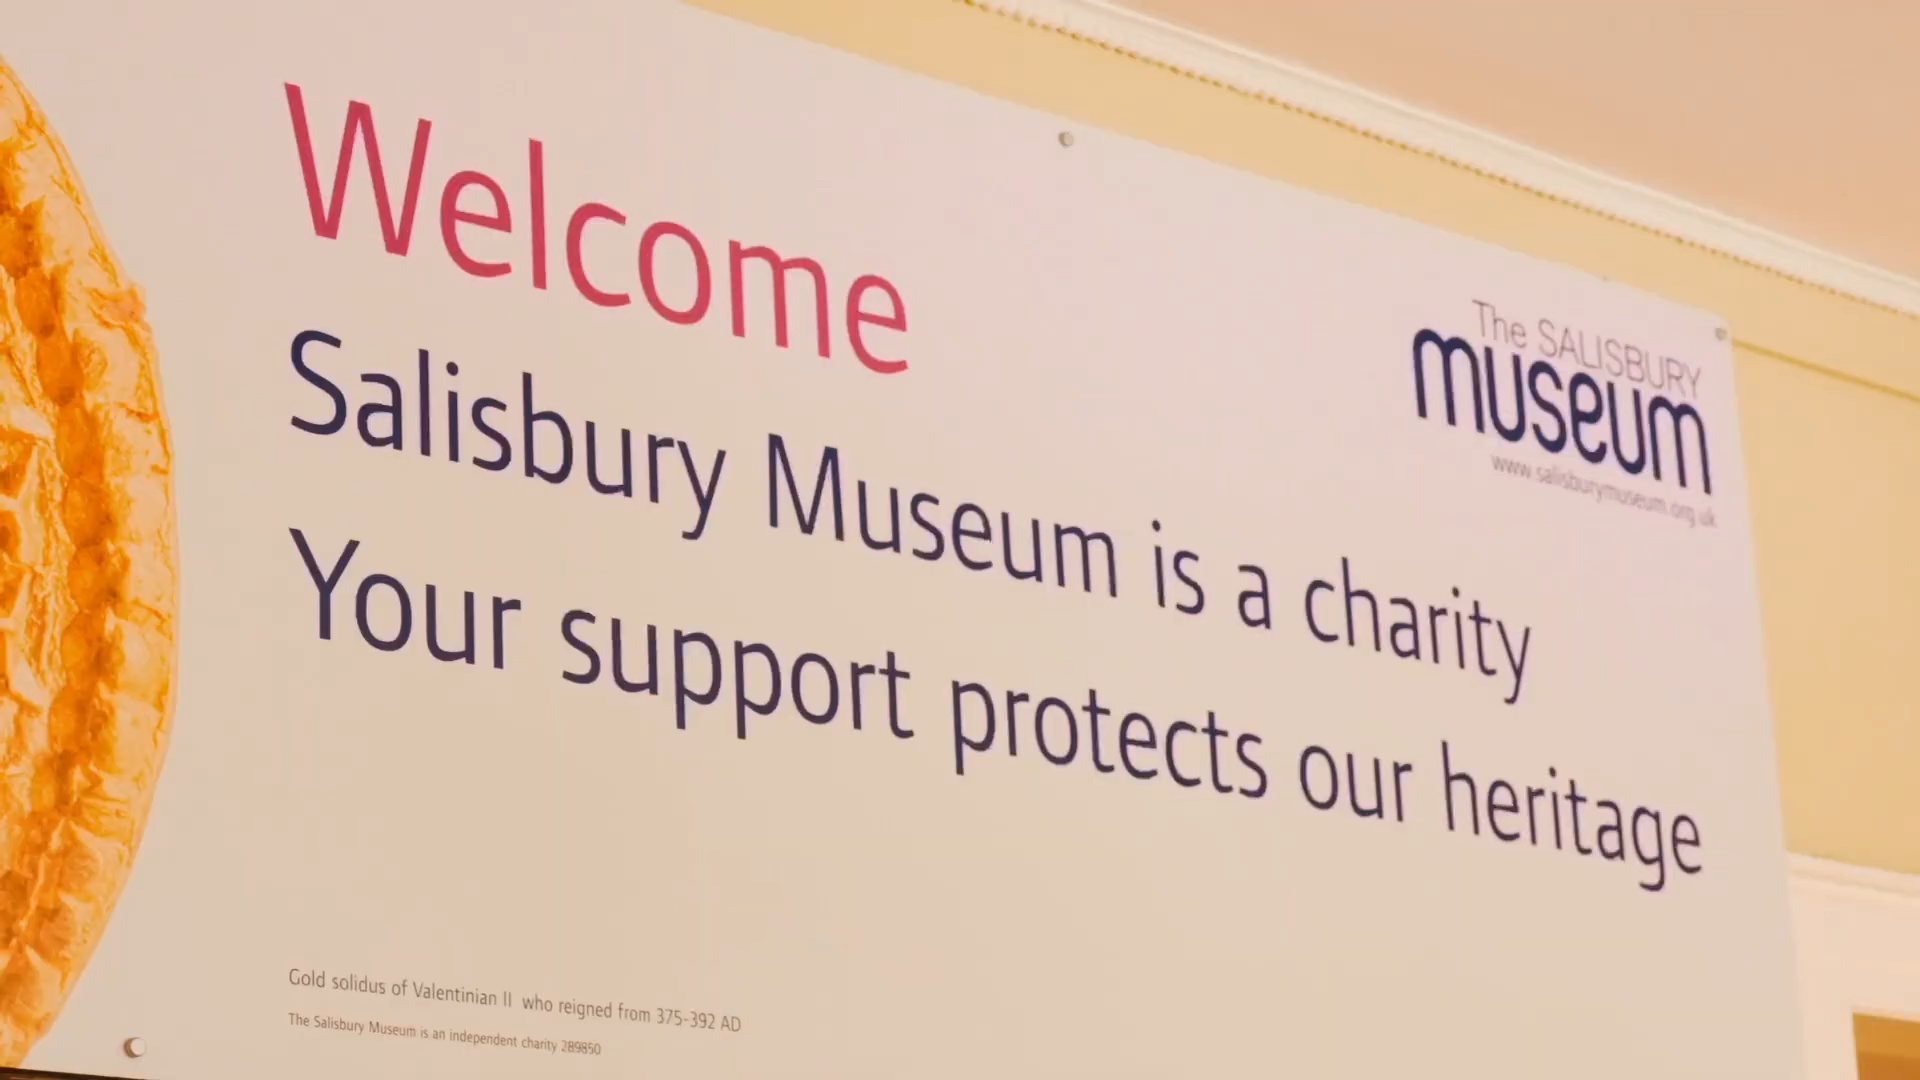 Welcome
The SALISBURY
museum
www.salisburymuseum.org.uk
Salisbury Museum is a charity
Your support protects our heritage
Gold solidus of Valentinian II who reigned from 375-392 AD
The Salisbury Museum is an independent charity 289850